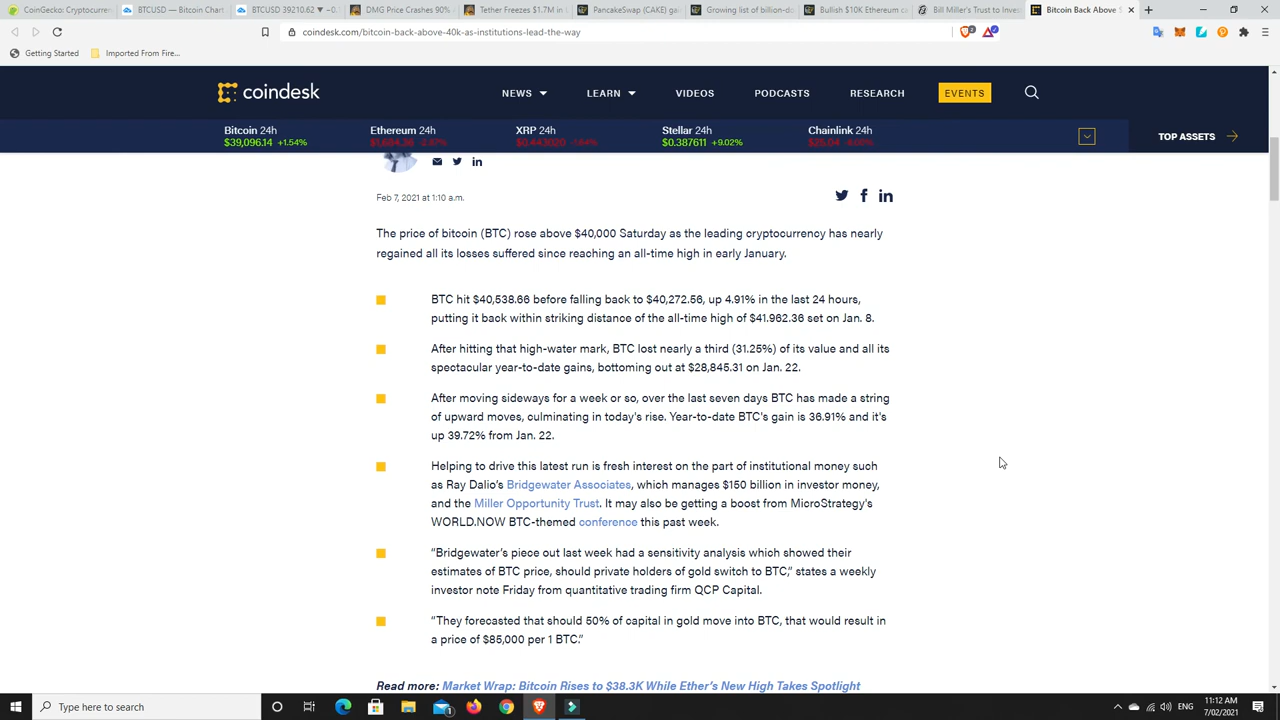 CoinGecko: Cryptocurren
BTCUSD — Bitcoin Chart
BTCUSD 39210.62 ▼ −0.
DMG Price Crashes 90%
Tether Freezes $1.7M in
PancakeSwap (CAKE) ga
Growing list of billion-do
Bullish $10K Ethereum ca
Bill Miller's Trust to Invest
Bitcoin Back Above $
coindesk.com/bitcoin-back-above-40k-as-institutions-lead-the-way
Getting Started
Imported From Fire...
coindesk
NEWS
LEARN
VIDEOS
PODCASTS
RESEARCH
EVENTS
Bitcoin 24h
$39,096.14 +1.54%
Ethereum 24h
XRP 24h
Stellar 24h
$0.387611 +9.02%
Chainlink 24h
TOP ASSETS
Feb 7, 2021 at 1:10 a.m.
The price of bitcoin (BTC) rose above $40,000 Saturday as the leading cryptocurrency has nearly
regained all its losses suffered since reaching an all-time high in early January.
BTC hit $40,538.66 before falling back to $40,272.56, up 4.91% in the last 24 hours,
putting it back within striking distance of the all-time high of $41.962.36 set on Jan. 8.
After hitting that high-water mark, BTC lost nearly a third (31.25%) of its value and all its
spectacular year-to-date gains, bottoming out at $28,845.31 on Jan. 22.
After moving sideways for a week or so, over the last seven days BTC has made a string
of upward moves, culminating in today's rise. Year-to-date BTC's gain is 36.91% and it's
up 39.72% from Jan. 22.
Helping to drive this latest run is fresh interest on the part of institutional money such
as Ray Dalio's Bridgewater Associates, which manages $150 billion in investor money,
and the Miller Opportunity Trust. It may also be getting a boost from MicroStrategy's
WORLD.NOW BTC-themed conference this past week.
“Bridgewater's piece out last week had a sensitivity analysis which showed their
estimates of BTC price, should private holders of gold switch to BTC,” states a weekly
investor note Friday from quantitative trading firm QCP Capital.
“They forecasted that should 50% of capital in gold move into BTC, that would result in
a price of $85,000 per 1 BTC.”
Read more: Market Wrap: Bitcoin Rises to $38.3K While Ether's New High Takes Spotlight
Type here to search
11:12 AM
7/02/2021